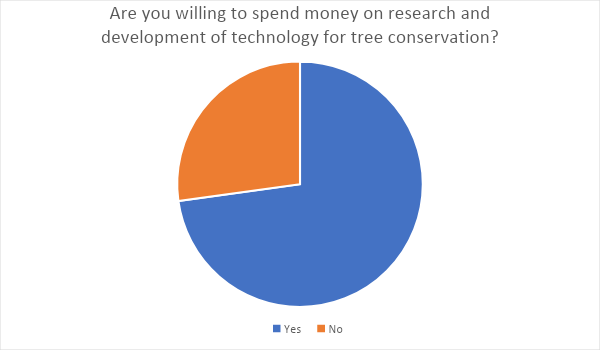 Are you willing to spend money on research and
development of technology for tree conservation?
Yes No